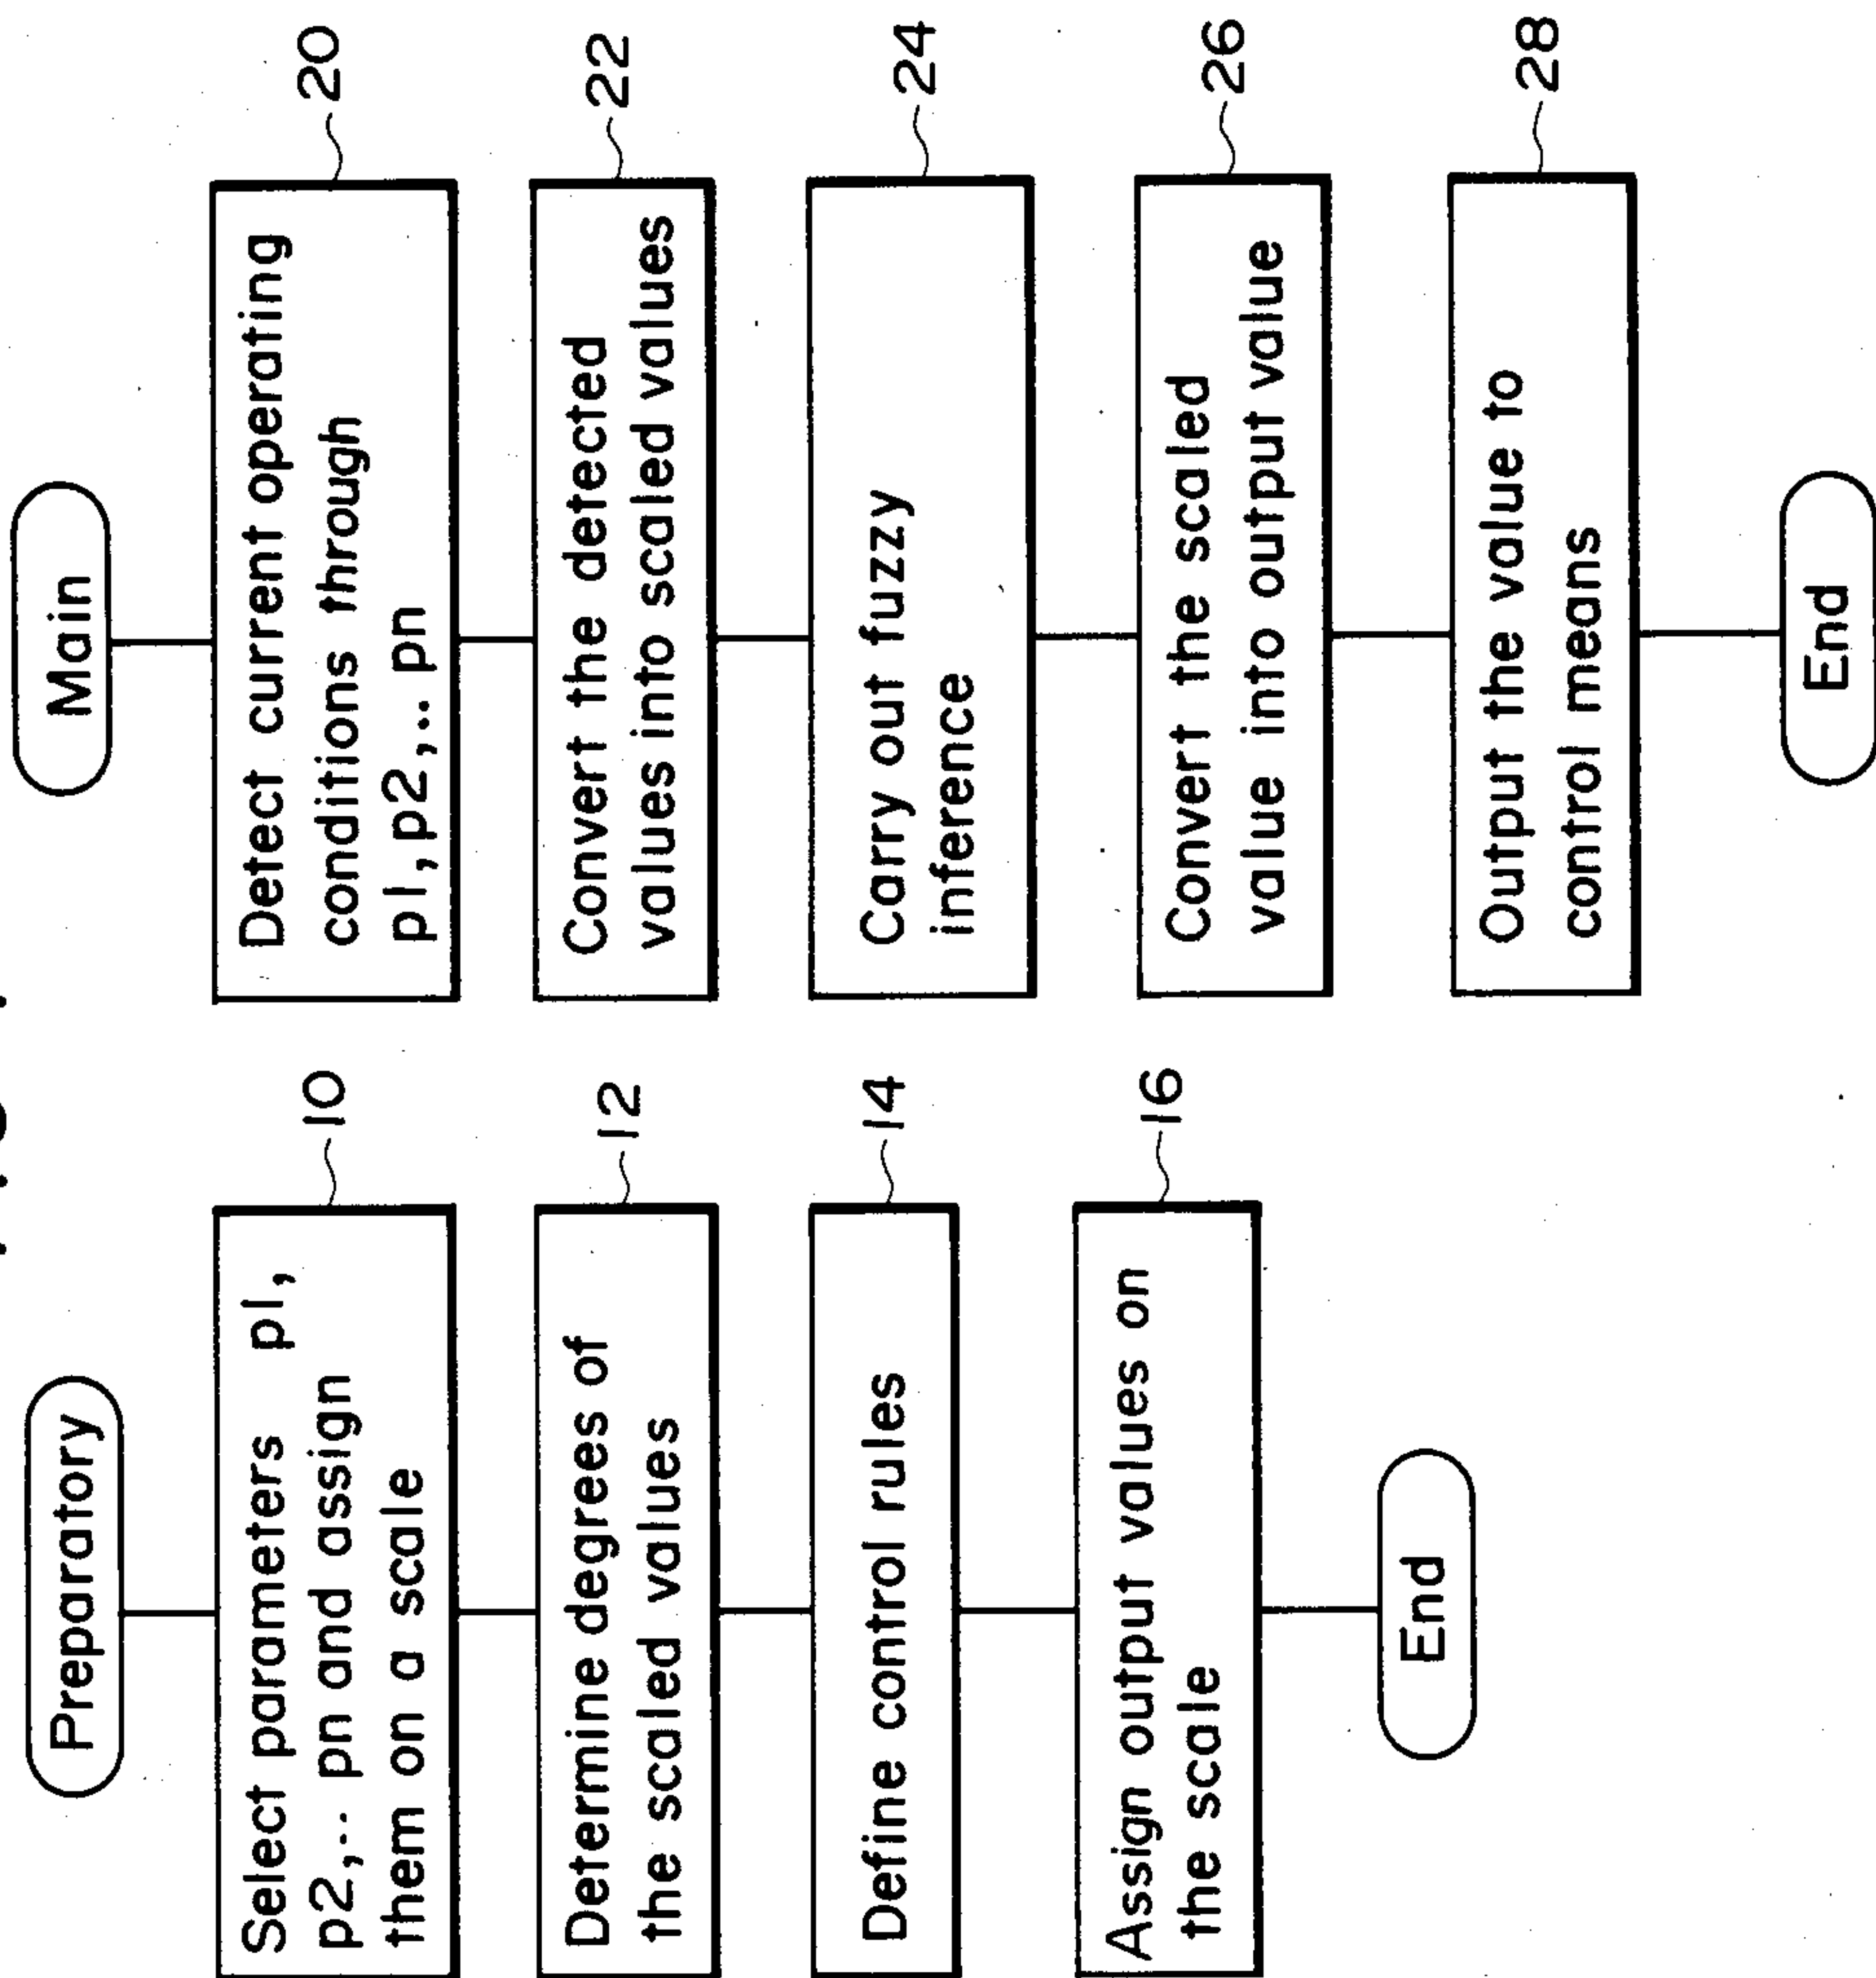 Preparatory
Select parameters p1,
p2,.. pn and assign
them on a scale
10
Determine degrees of
the scaled values
12
Define control rules
14
Assign output values on
the scale
16
End
Main
Detect current operating
conditions through
p1,p2,.. pn
20
Convert the detected
values into scaled values
22
Carry out fuzzy
inference
24
Convert the scaled
value into output value
26
Output the value to
control means
28
End